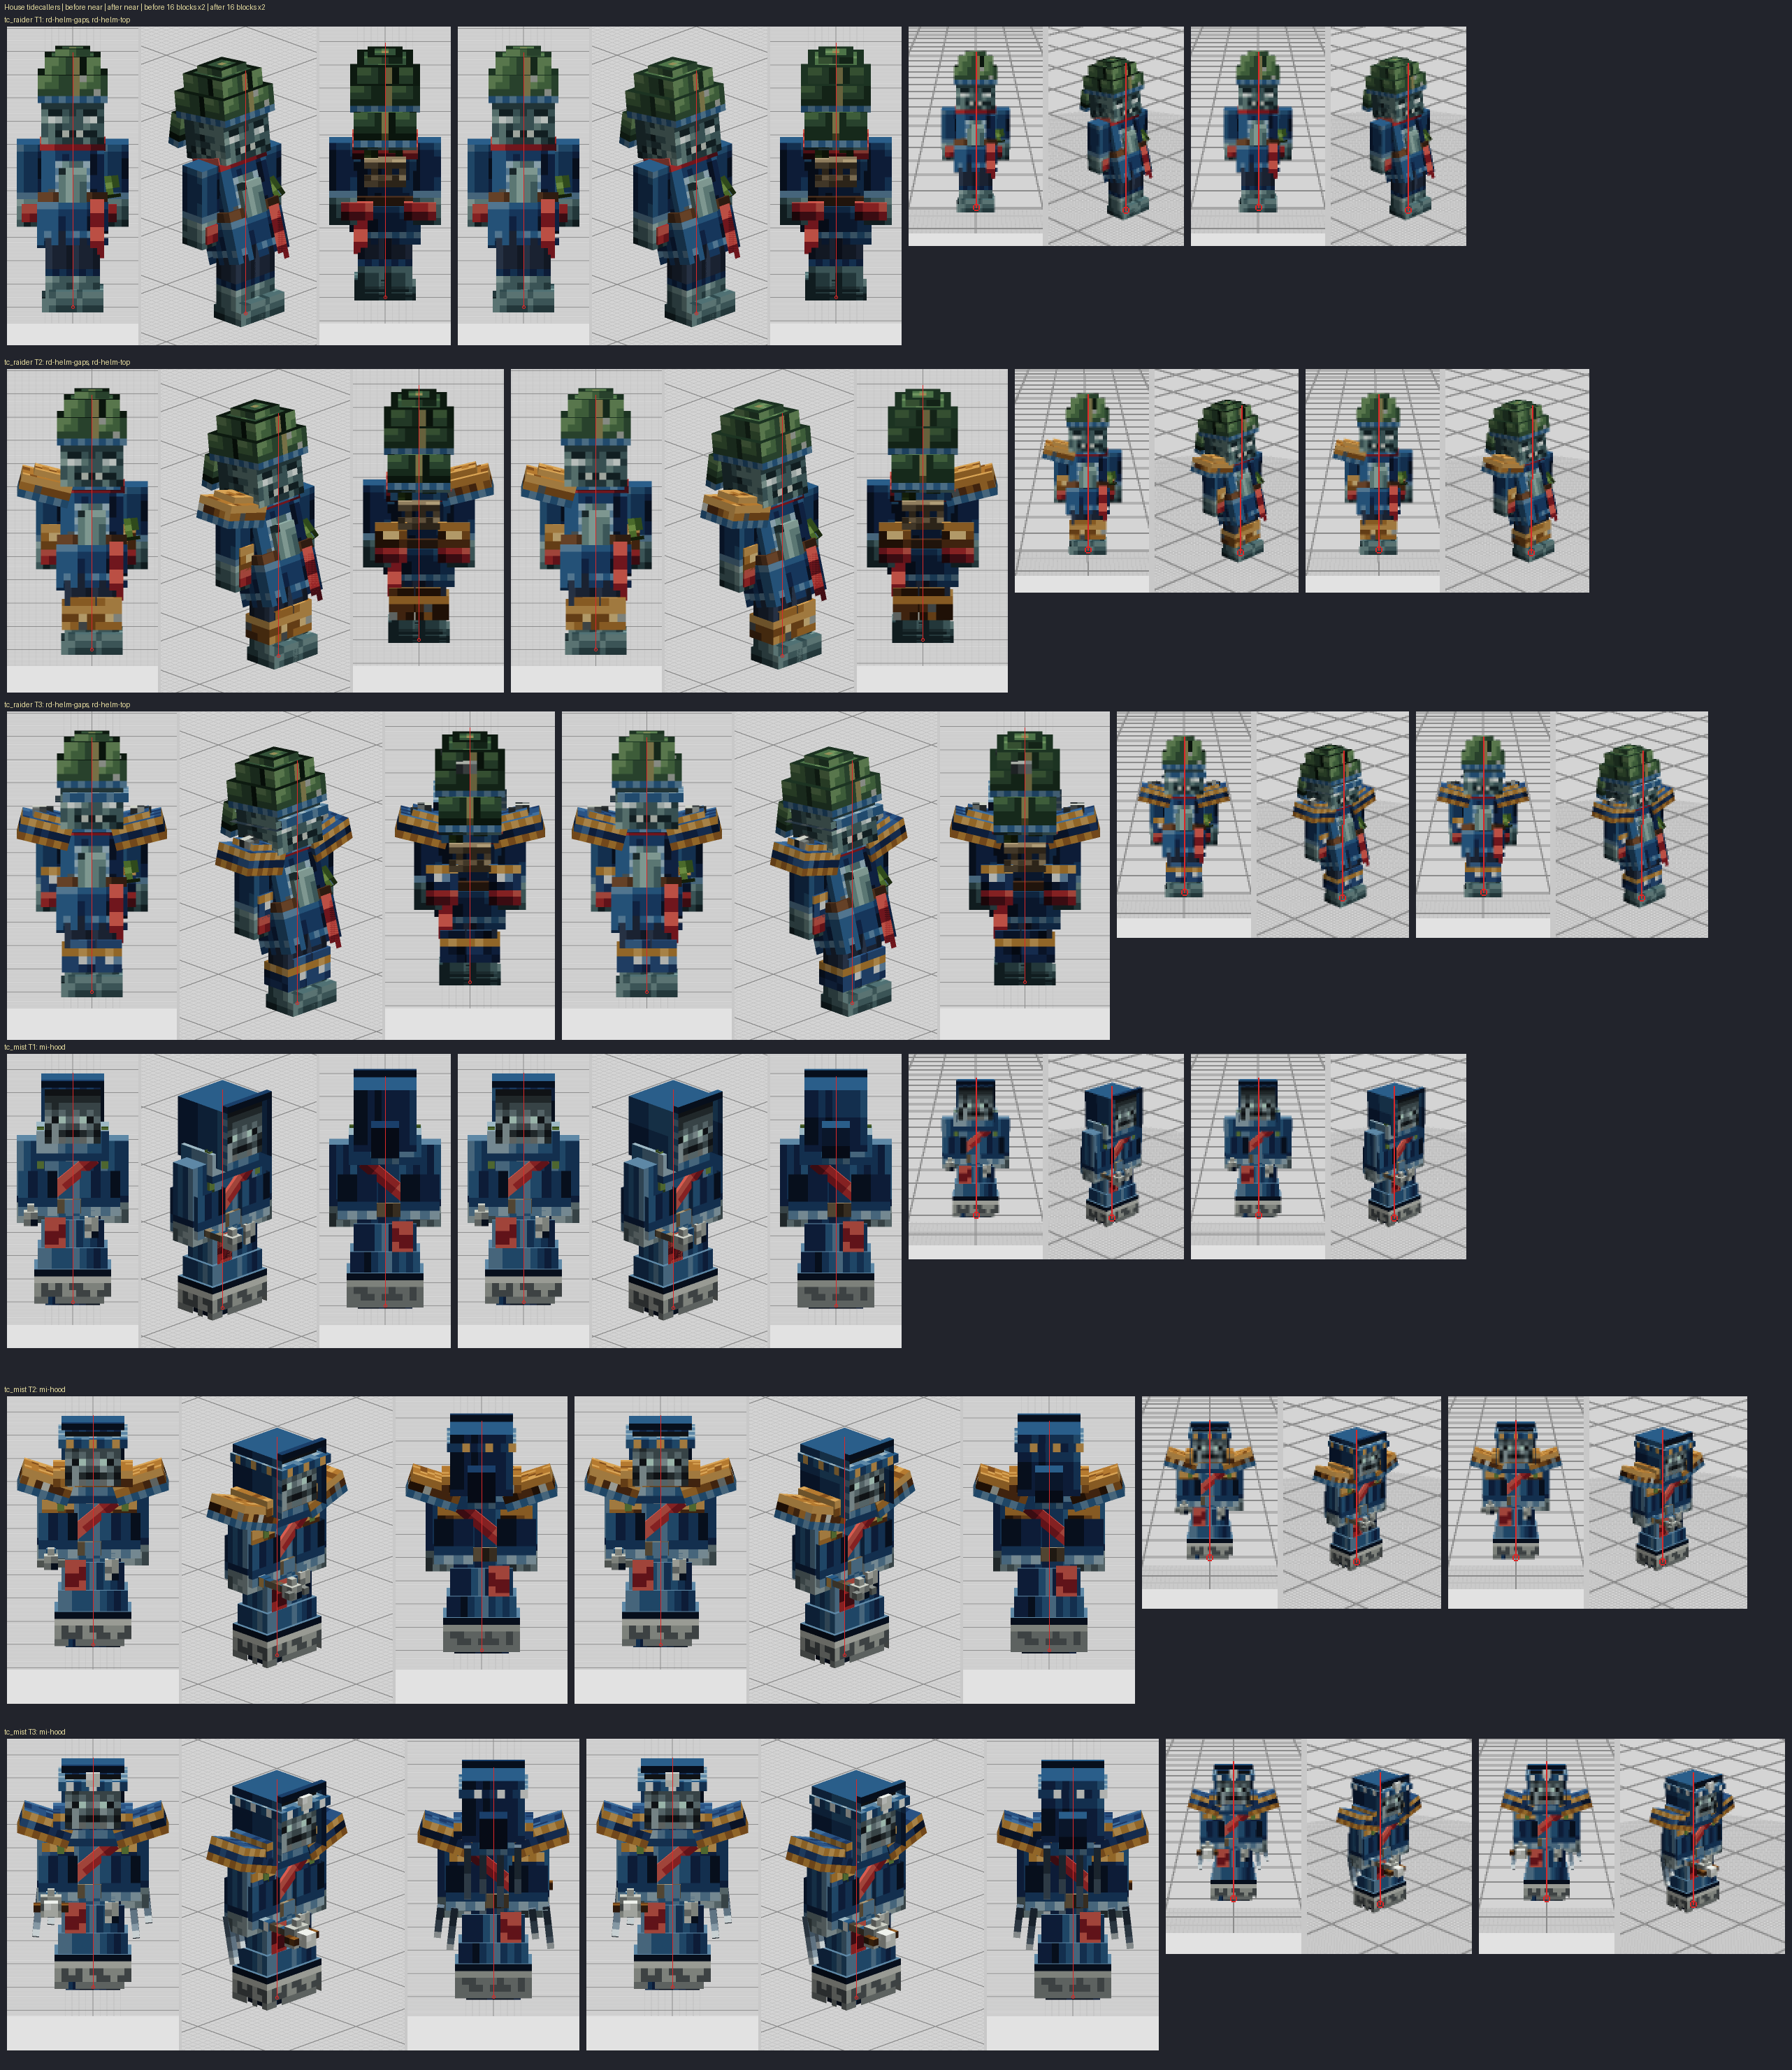 House tidecallers | before near | after near | before 16 blocks x2 | after 16 blocks x2
tc_raider T1: rd-helm-gaps, rd-helm-top
tc_raider T2: rd-helm-gaps, rd-helm-top
tc_raider T3: rd-helm-gaps, rd-helm-top
tc_mist T1: mi-hood
tc_mist T2: mi-hood
tc_mist T3: mi-hood